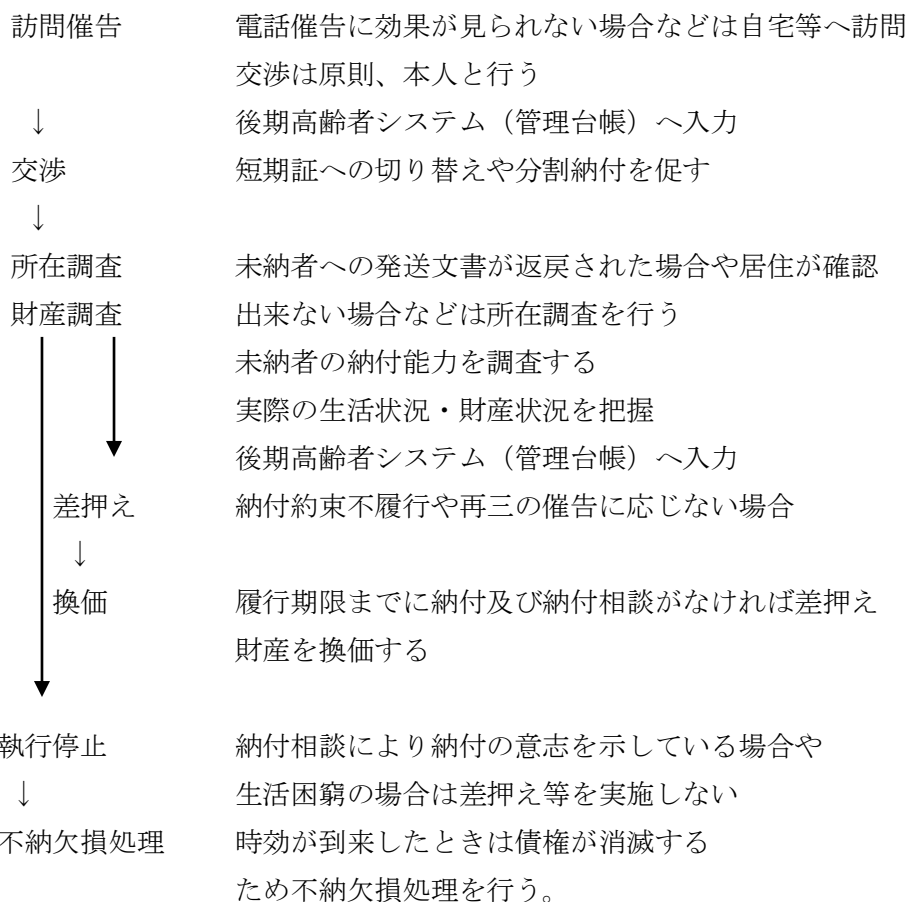 訪問催告 電話催告に効果が見られない場合などは自宅等へ訪問
交渉は原則、本人と行う
↓ 後期高齢者システム（管理台帳）へ入力
交渉 短期証への切り替えや分割納付を促す
↓
所在調査 未納者への発送文書が返戻された場合や居住が確認
財産調査 出来ない場合などは所在調査を行う
未納者の納付能力を調査する
実際の生活状況・財産状況を把握
後期高齢者システム（管理台帳）へ入力
差押え 納付約束不履行や再三の催告に応じない場合
↓
換価 履行期限までに納付及び納付相談がなければ差押え
財産を換価する
執行停止 納付相談により納付の意志を示している場合や
↓ 生活困窮の場合は差押え等を実施しない
不納欠損処理 時効が到来したときは債権が消滅する
ため不納欠損処理を行う。